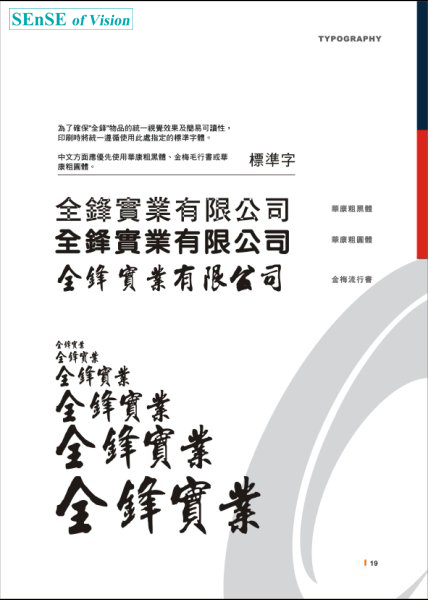 SEnSE of Vision
TYPOGRAPHY
為了確保"全鋒"物品的統一視覺效果及簡易可讀性，
印刷時將統一遵循使用此處指定的標準字體。
中文方面應優先使用華康粗黑體、金梅毛行書或華
康粗圓體。
標準字
全鋒實業有限公司 華康粗黑體
全鋒實業有限公司 華康粗圓體
全鋒實業有限公司 金梅流行書
全鋒實業
全鋒實業
全鋒實業
全鋒實業
全鋒實業
全鋒實業
19